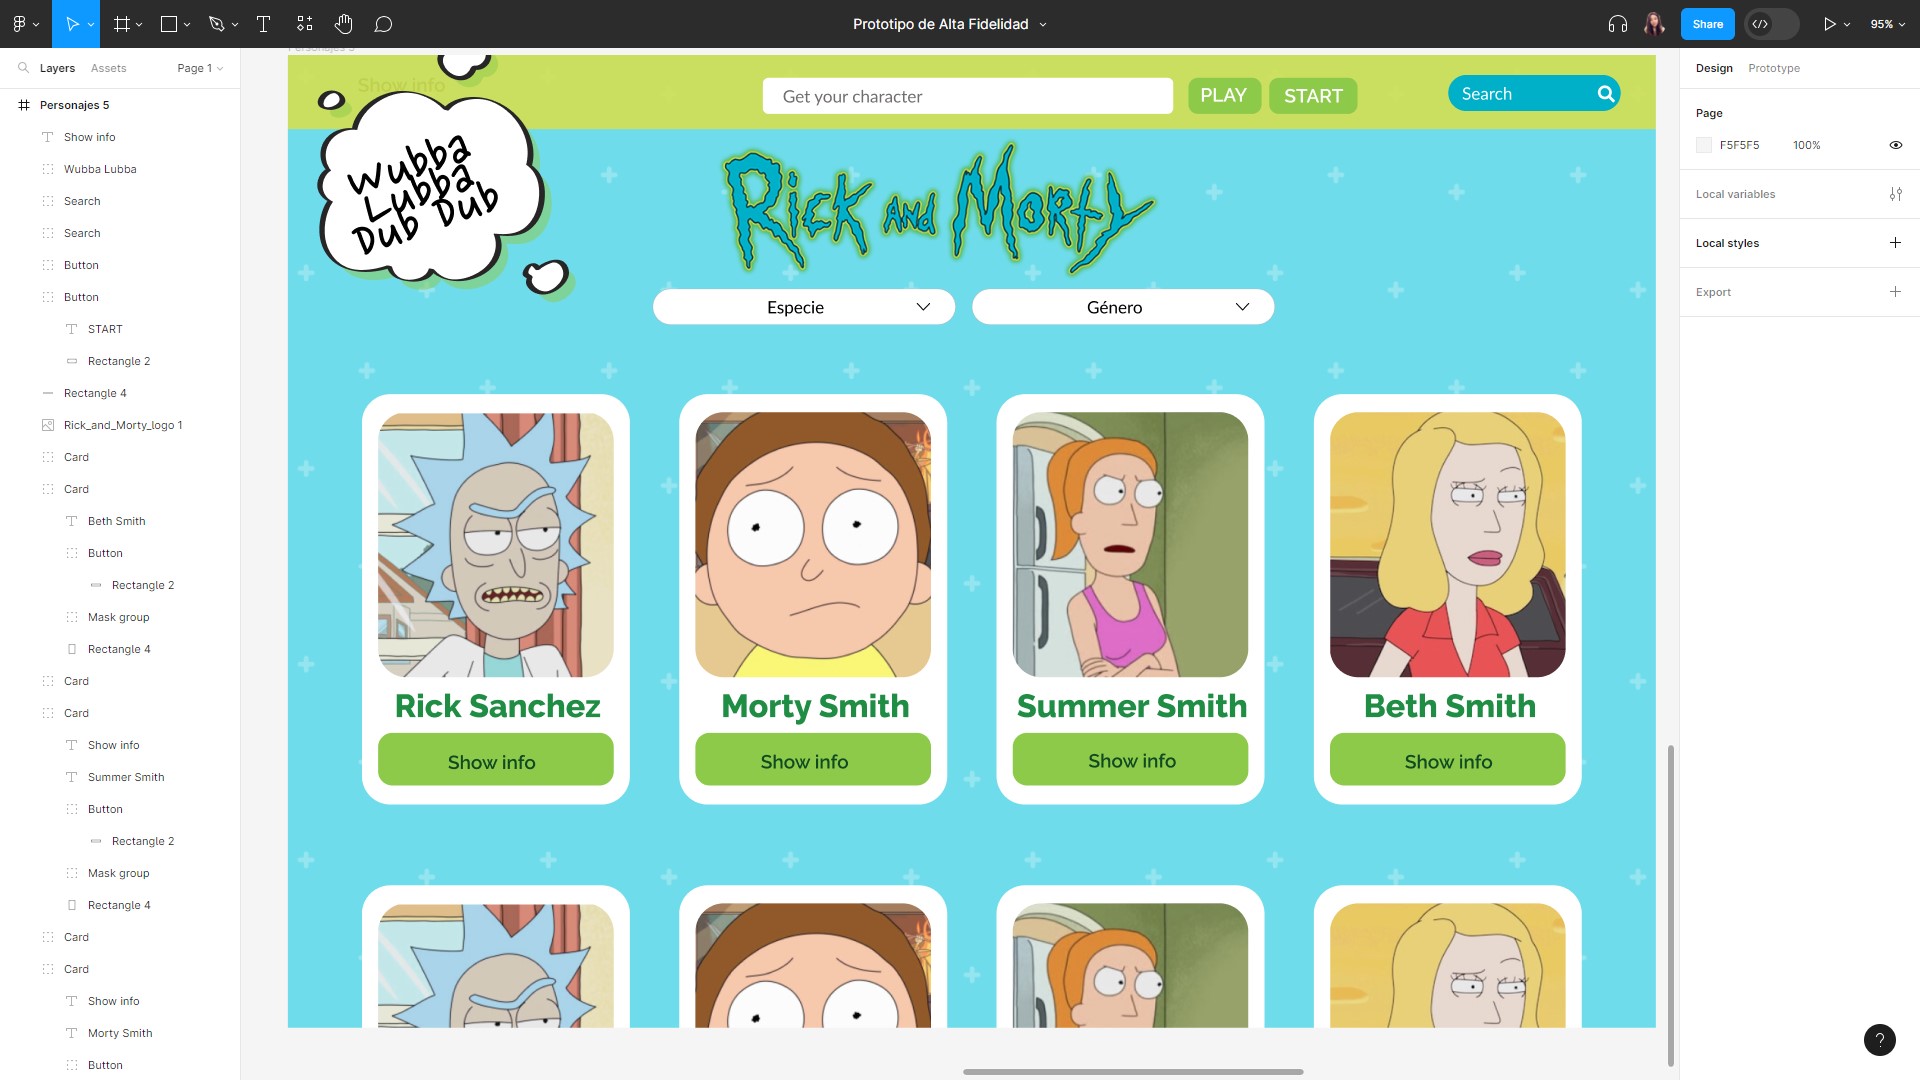 Prototipo de Alta Fidelidad
Share
95%
Layers
Assets
Page 1
Personajes 5
Show info
Wubba Lubba
Search
Search
Button
Button
START
Rectangle 2
Rectangle 4
Rick_and_Morty_logo 1
Card
Card
Beth Smith
Button
Rectangle 2
Mask group
Rectangle 4
Card
Card
Show info
Summer Smith
Button
Rectangle 2
Mask group
Rectangle 4
Card
Card
Show info
Morty Smith
Button
Personajes 5
Show info
Get your character
PLAY
START
Search
Wubba
Lubba
Dub Dub
Rick and Morty
Especie
Género
Rick Sanchez
Morty Smith
Summer Smith
Beth Smith
Show info
Show info
Show info
Show info
Design
Prototype
Page
F5F5F5
100%
Local variables
Local styles
Export
?